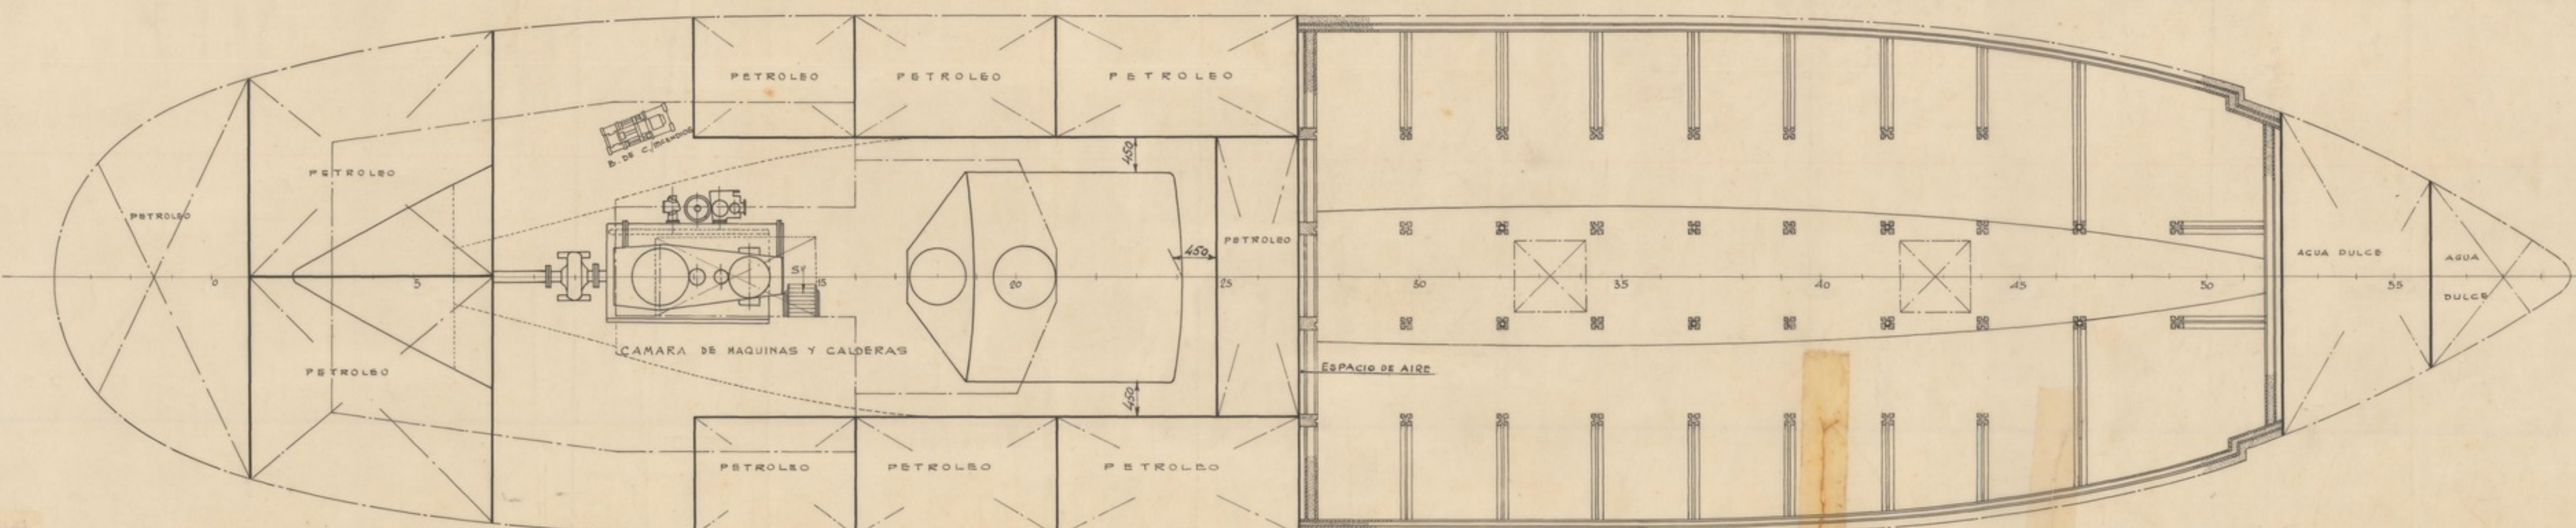 PETROLEO PETROLEO PETROLEO
B. DE C/INCENDIOS
450
PETROLEO
PETROLEO
PETROLEO
450
AGUA DULCE
AGUA
0 5 15 20 25 30 35 40 45 50 55
DULCE
CAMARA DE MAQUINAS Y CALDERAS
ESPACIO DE AIRE
PETROLEO
450
PETROLEO PETROLEO PETROLEO